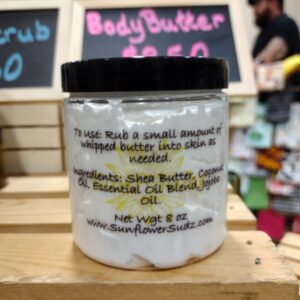 crub
Body Butter
To use: Rub a small amount of
whipped butter into skin as
needed.
Ingredients: Shea Butter, Coconut
Oil, Essential Oil Blend, Jojoba
Oil.
Net Wgt 8 oz
www.SunflowerSudz.com